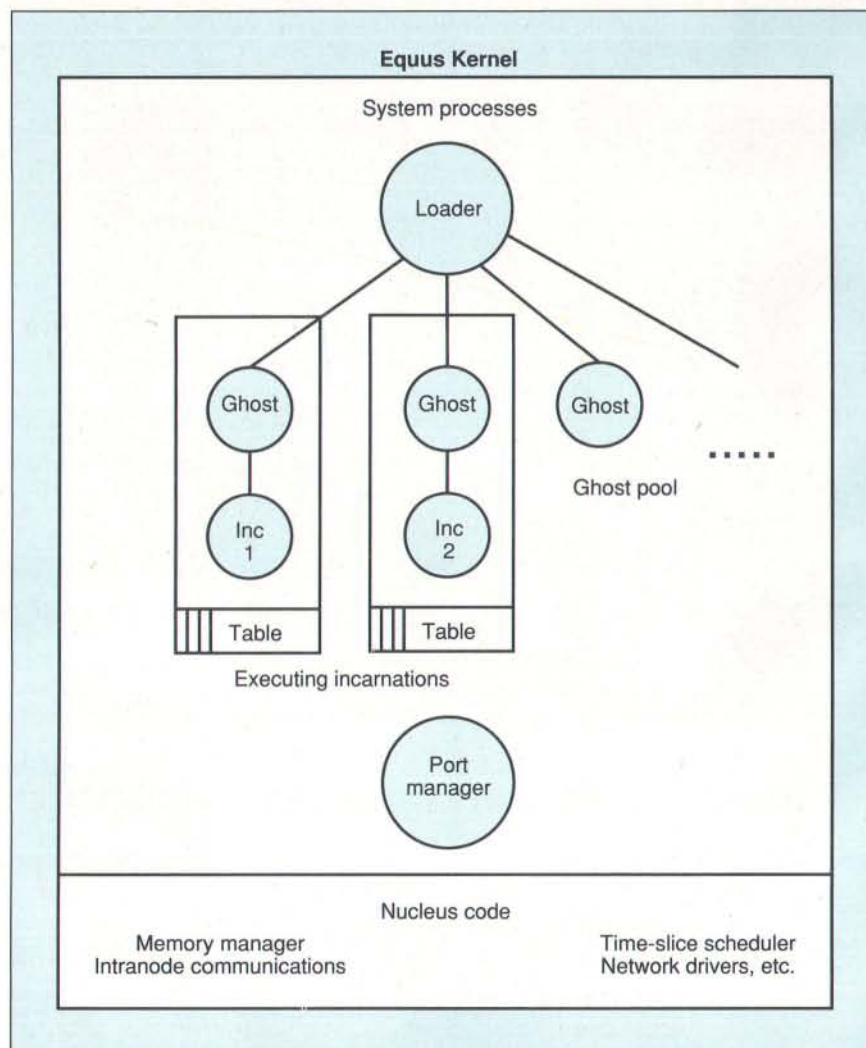 Equus Kernel
System processes
Loader
Ghost
Ghost
Ghost
Ghost pool
Inc
1
Inc
2
Table
Table
Executing incarnations
Port
manager
Nucleus code
Memory manager
Intranode communications
Time-slice scheduler
Network drivers, etc.